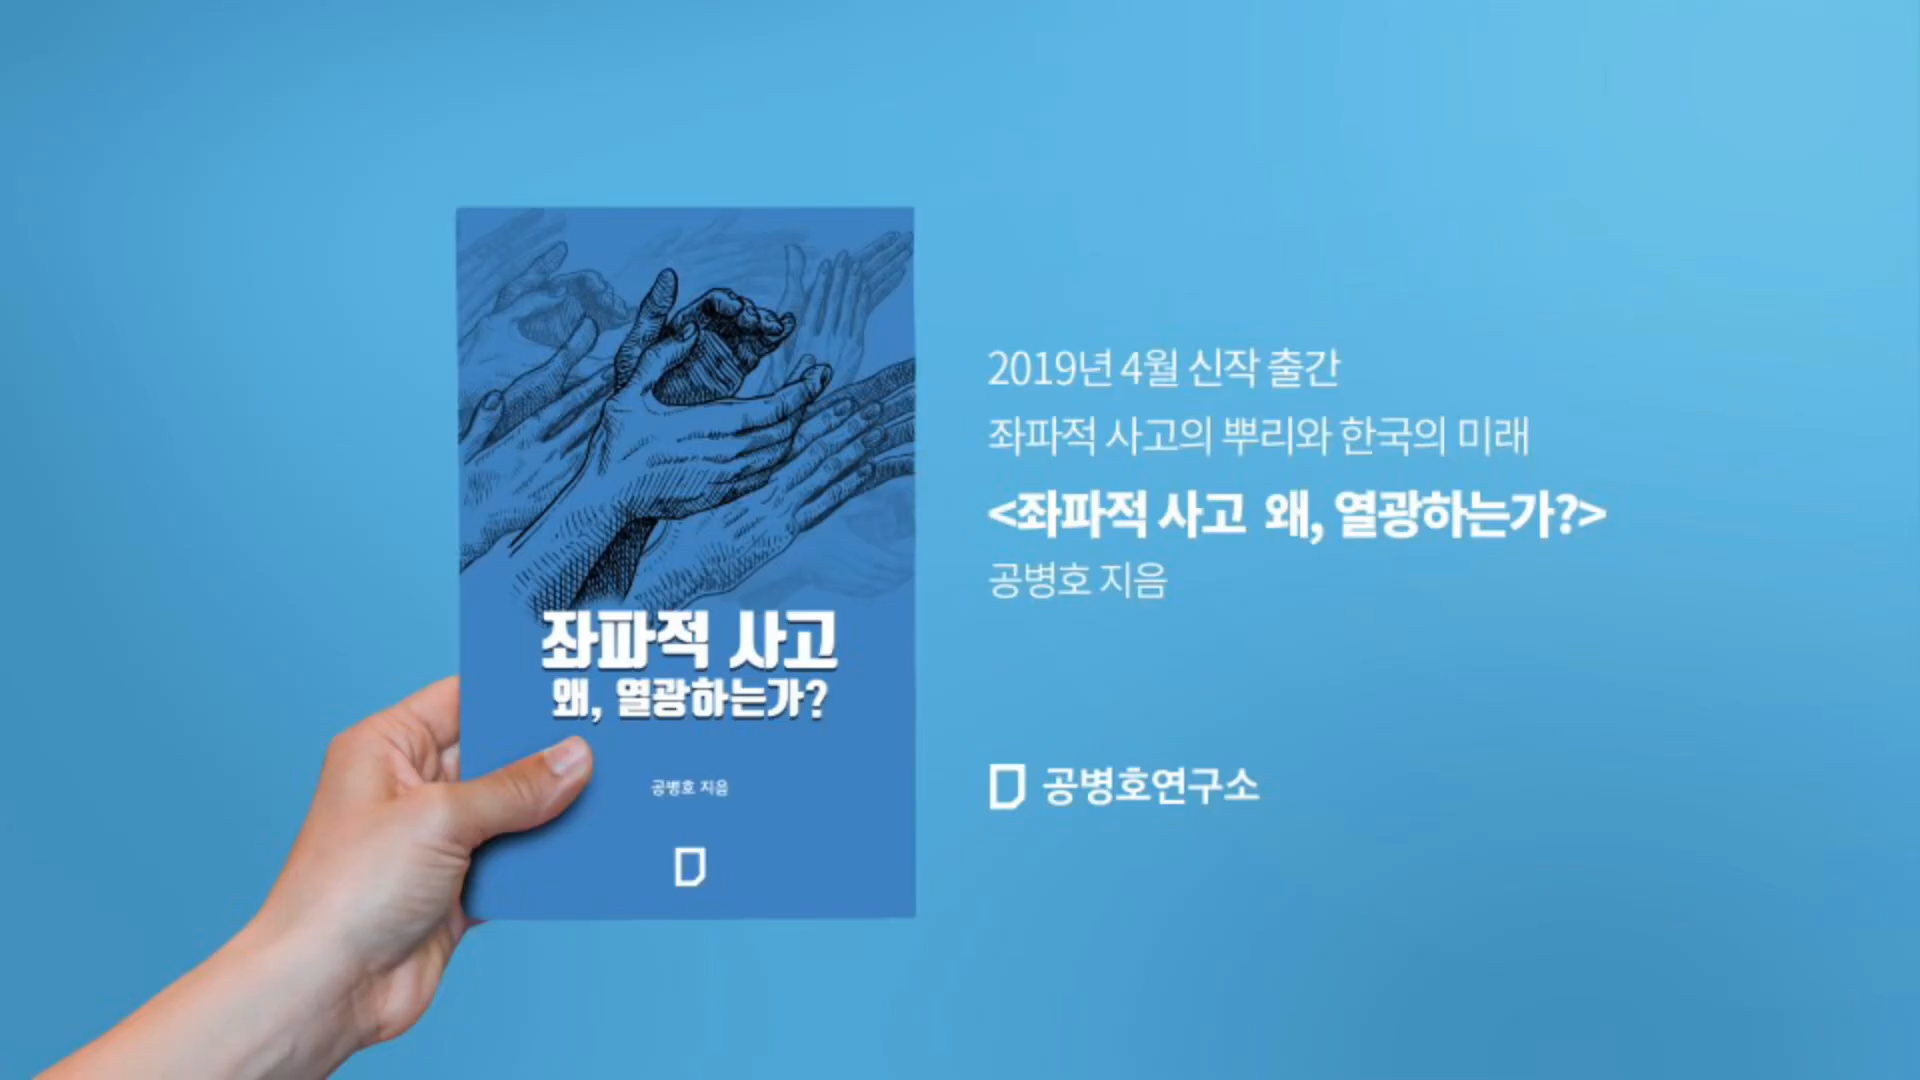 좌파적 사고
왜, 열광하는가?
공병호 지음
2019년 4월 신작 출간
좌파적 사고의 뿌리와 한국의 미래
<좌파적 사고 왜, 열광하는가?>
공병호 지음
공병호연구소